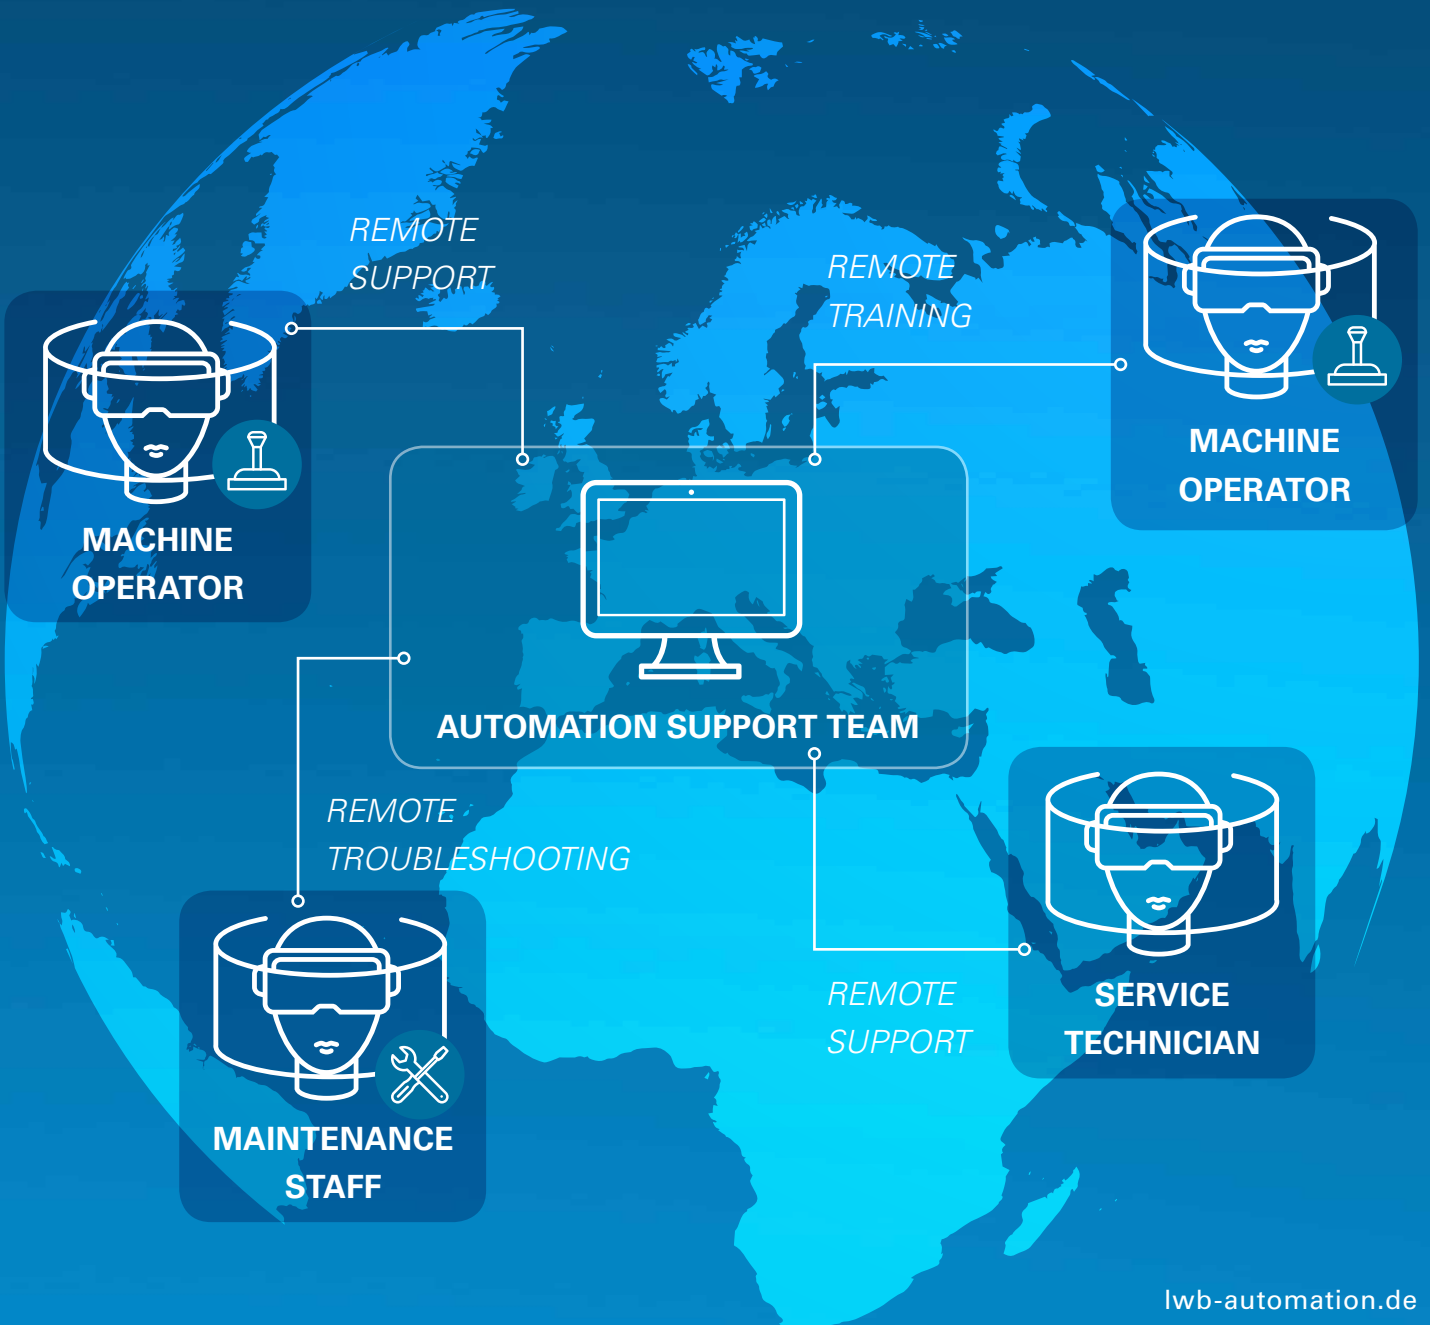 REMOTE
SUPPORT
REMOTE
TRAINING
MACHINE
OPERATOR
MACHINE
OPERATOR
AUTOMATION SUPPORT TEAM
REMOTE
TROUBLESHOOTING
REMOTE
SUPPORT
SERVICE
TECHNICIAN
MAINTENANCE
STAFF
lwb-automation.de